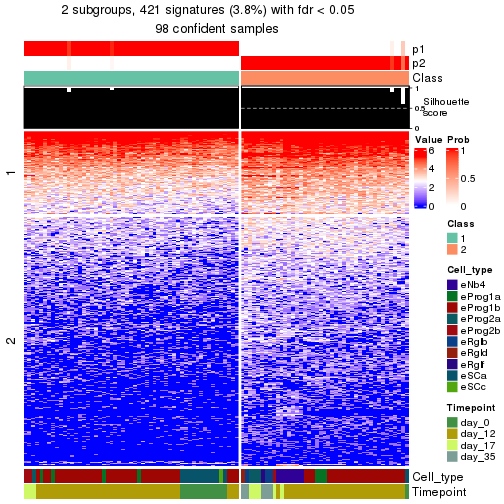 2 subgroups, 421 signatures (3.8%) with fdr < 0.05
98 confident samples
p1
p2
Class
1
0.5
0
Silhouette
score
1
2
Value
6
4
2
0
Prob
1
0.5
0
Class
1
2
Cell_type
eNb4
eProg1a
eProg1b
eProg2a
eProg2b
eRglb
eRgld
eRglf
eSCa
eSCc
Timepoint
day_0
day_12
day_17
day_35
Cell_type
Timepoint